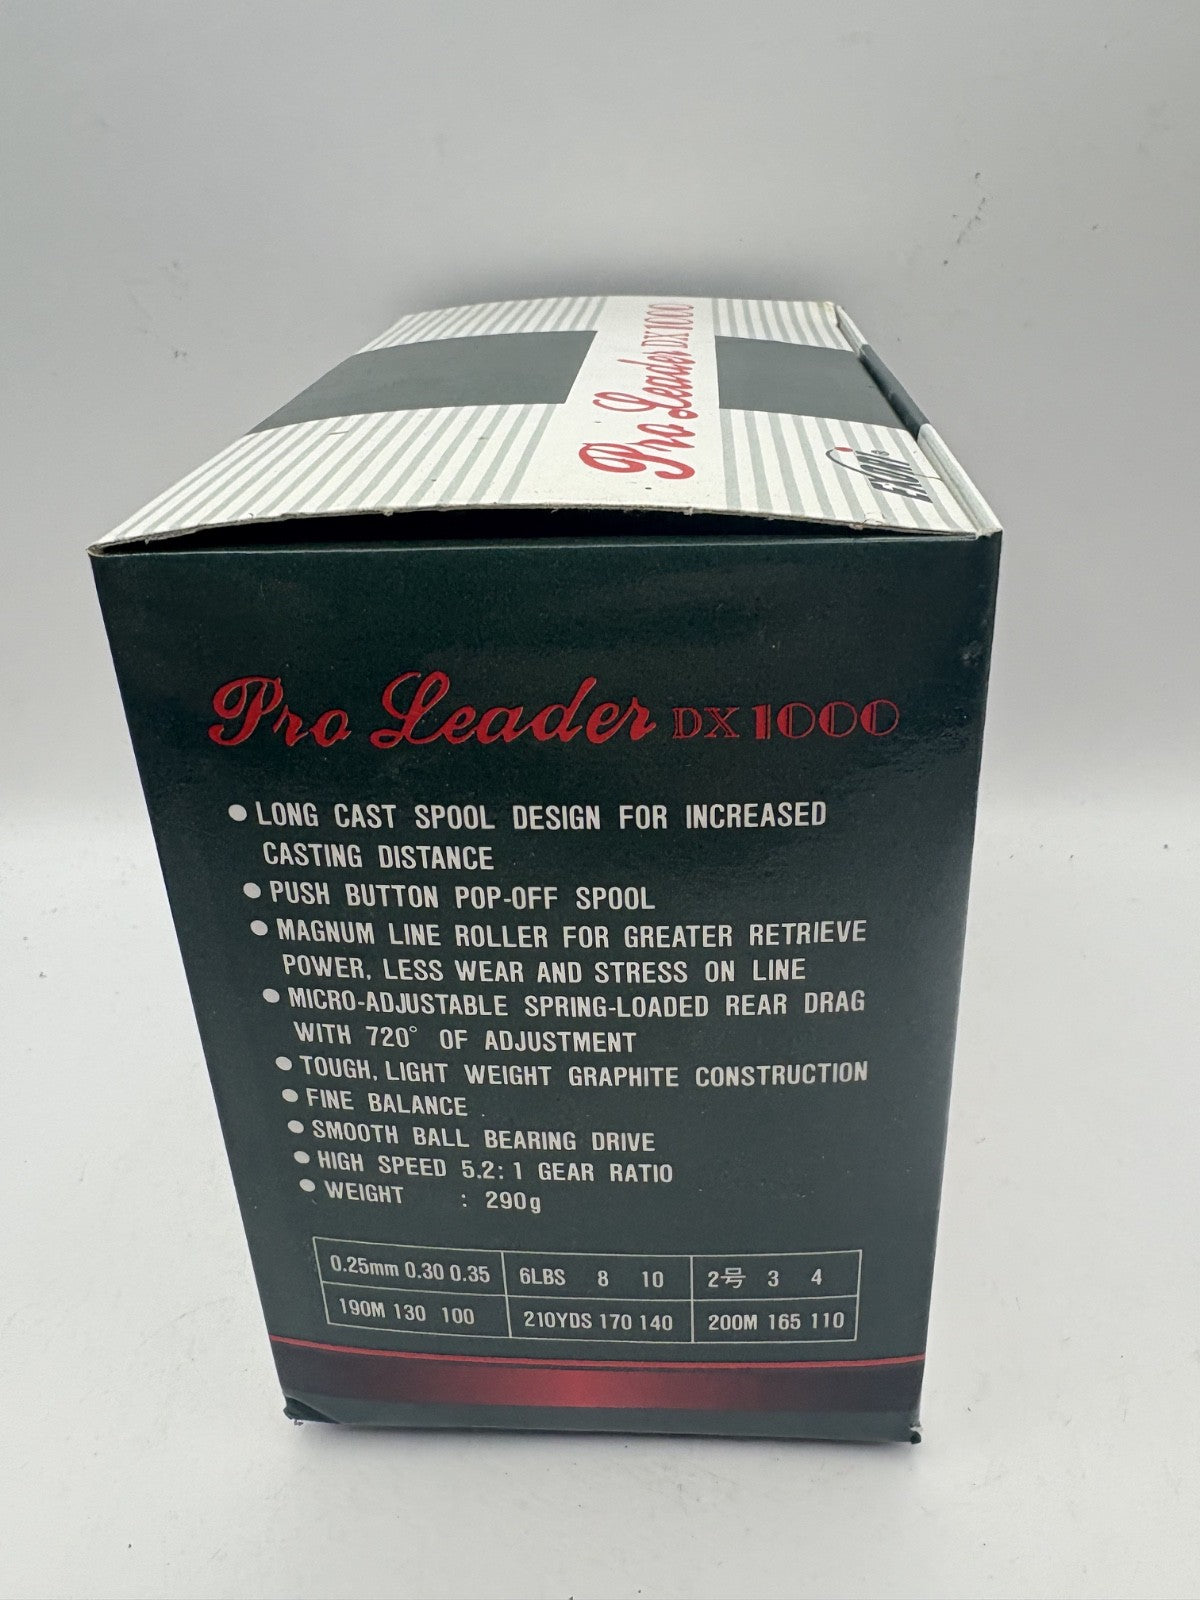 Pro Leader DX1000
EXORI®
Pro Leader DX 1000
● LONG CAST SPOOL DESIGN FOR INCREASED
CASTING DISTANCE
● PUSH BUTTON POP-OFF SPOOL
● MAGNUM LINE ROLLER FOR GREATER RETRIEVE
POWER, LESS WEAR AND STRESS ON LINE
● MICRO-ADJUSTABLE SPRING-LOADED REAR DRAG
WITH 720° OF ADJUSTMENT
● TOUGH, LIGHT WEIGHT GRAPHITE CONSTRUCTION
● FINE BALANCE
● SMOOTH BALL BEARING DRIVE
● HIGH SPEED 5.2:1 GEAR RATIO
● WEIGHT : 290g
0.25mm 0.30 0.35 6LBS 8 10 2号 3 4
190M 130 100 210YDS 170 140 200M 165 110